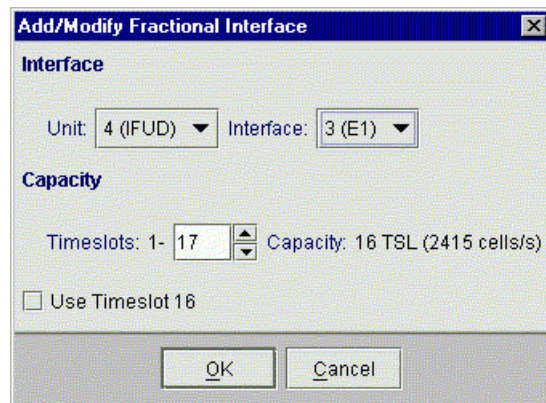 Add/Modify Fractional Interface
Interface
Unit: 4 (IFUD) Interface: 3 (E1)
Capacity
Timeslots: 1- 17 Capacity: 16 TSL (2415 cells/s)
Use Timeslot 16
OK Cancel